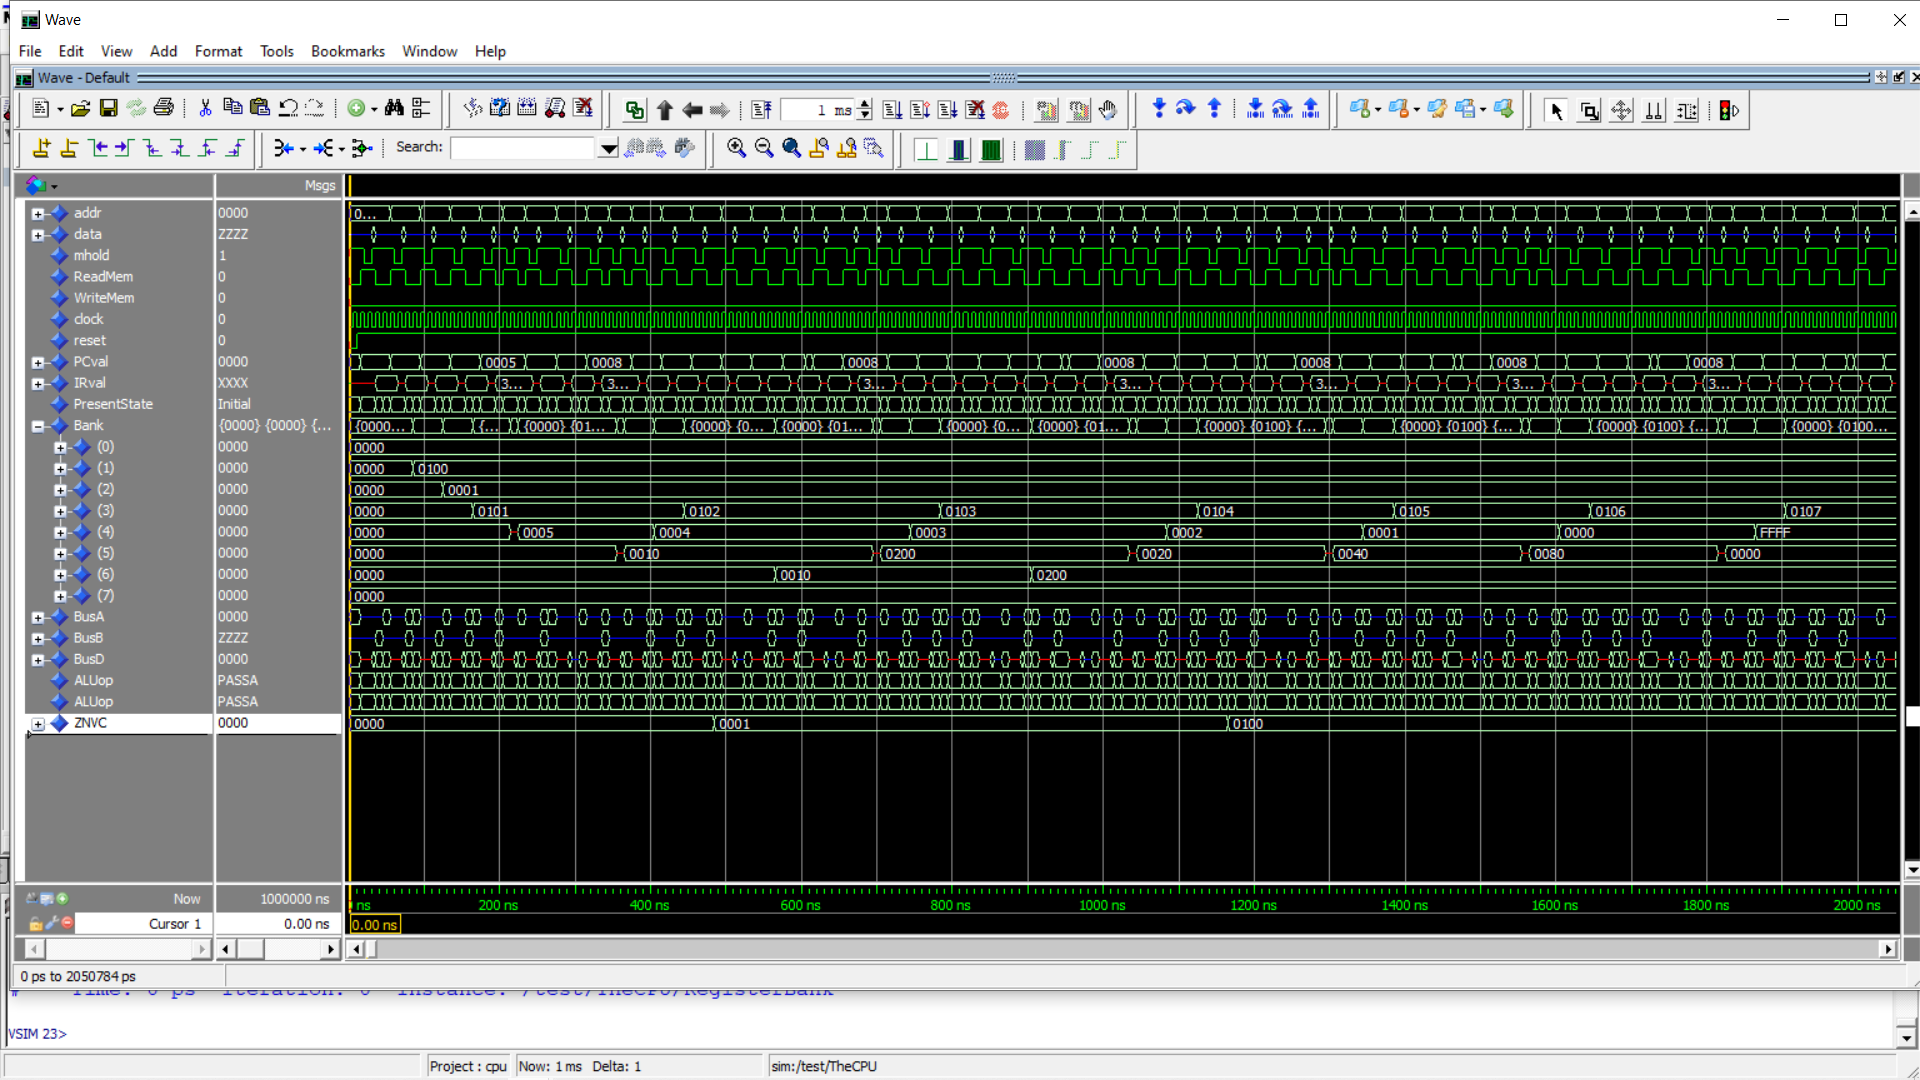 Wave
File Edit View Add Format Tools Bookmarks Window Help
Wave - Default
1 ms
Search:
Msgs
addr 0000 0...
data ZZZZ
mhold 1
ReadMem 0
WriteMem 0
clock 0
reset 0
PCval 0000 0005 0008 0008 0008 0008 0008 0008
IRval XXXX 3... 3... 3... 3... 3... 3... 3...
PresentState Initial
Bank {0000} {0000} {... {0000... {... {0000} {01... {0000} {0... {0000} {01... {0000} {0... {0000} {01... {0000} {0100} {... {0000} {0100} {... {0000} {0100} {... {0000} {0100...
(0) 0000 0000
(1) 0000 0000 0100
(2) 0000 0000 0001
(3) 0000 0000 0101 0102 0103 0104 0105 0106 0107
(4) 0000 0000 0005 0004 0003 0002 0001 0000 FFFF
(5) 0000 0000 0010 0200 0020 0040 0080 0000
(6) 0000 0000 0010 0200
(7) 0000 0000
BusA 0000
BusB ZZZZ
BusD 0000
ALUop PASSA
ALUop PASSA
ZNVC 0000 0000 0001 0100
Now 1000000 ns ns 200 ns 400 ns 600 ns 800 ns 1000 ns 1200 ns 1400 ns 1600 ns 1800 ns 2000 ns
Cursor 1 0.00 ns 0.00 ns
0 ps to 2050784 ps
# Time: 0 ps Iteration: 0 Instance: /test/TheCPU/RegisterBank
VSIM 23>
Project : cpu Now: 1 ms Delta: 1 sim:/test/TheCPU